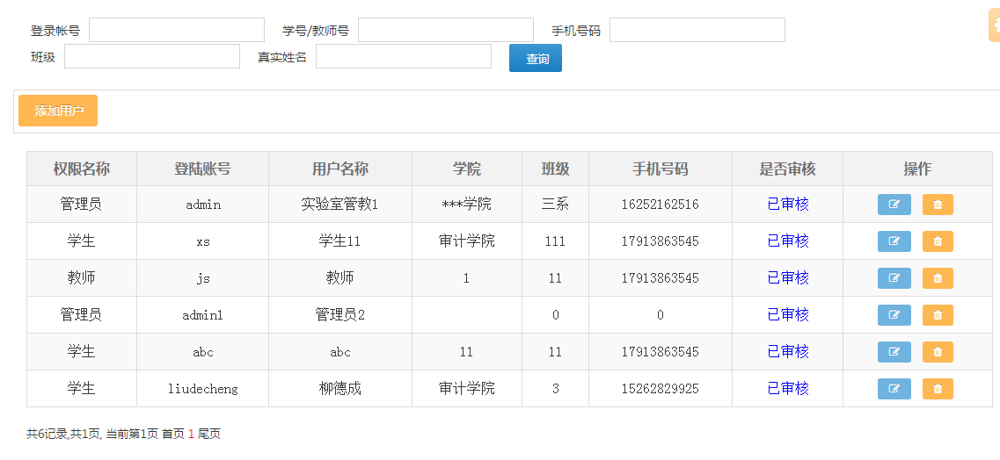 登录帐号 学号/教师号 手机号码
班级 真实姓名 查询
添加用户
权限名称 登陆账号 用户名称 学院 班级 手机号码 是否审核 操作
管理员 admin 实验室管教1 ***学院 三系 16252162516 已审核
学生 xs 学生11 审计学院 111 17913863545 已审核
教师 js 教师 1 11 17913863545 已审核
管理员 admin1 管理员2 0 0 已审核
学生 abc abc 11 11 17913863545 已审核
学生 liudecheng 柳德成 审计学院 3 15262829925 已审核
共6记录,共1页, 当前第1页 首页 1 尾页